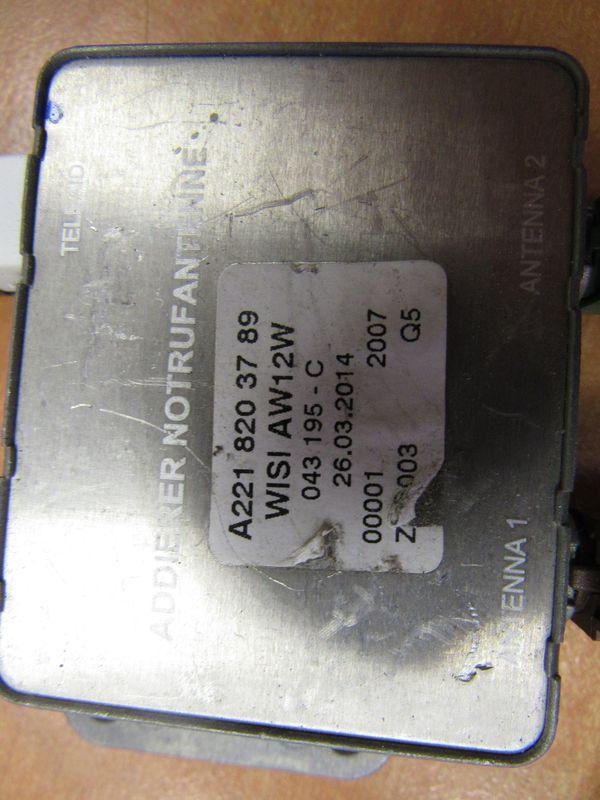 TEL AID
ADDIERER NOTRUFANTENNE
A221 820 37 89
WISI AW12W
043 195 - C
26.03.2014
00001 2007
Q5
ANTENNA 1
ANTENNA 2